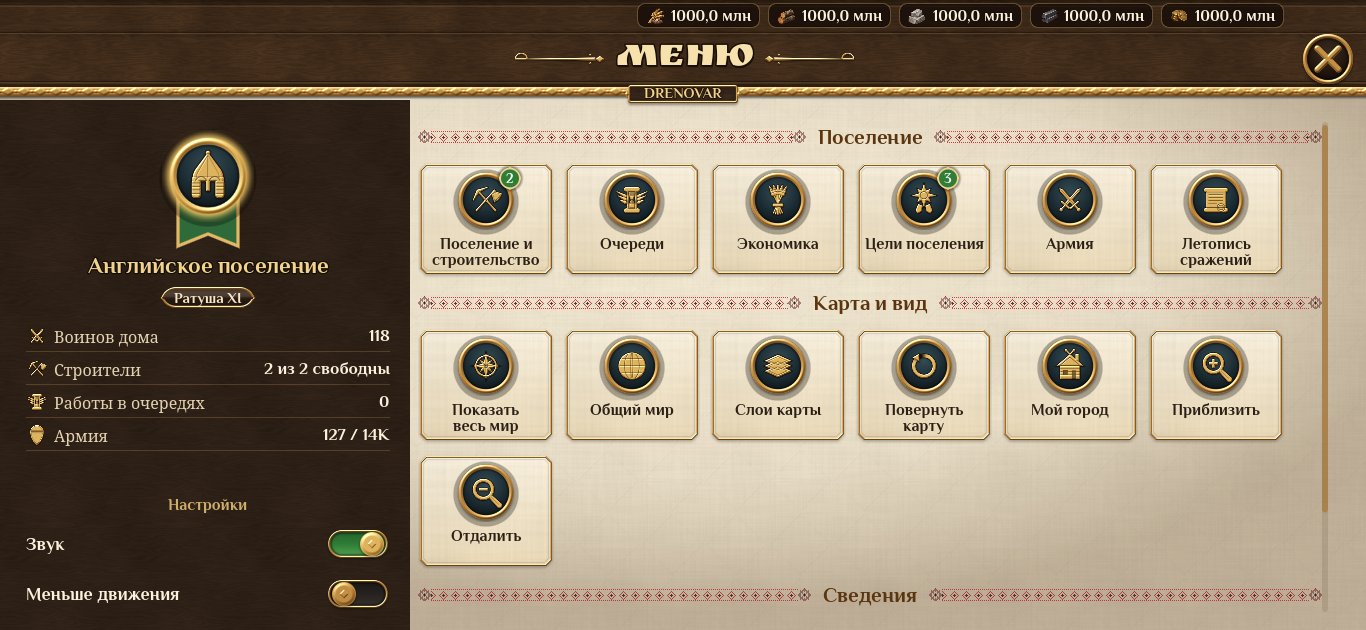 1000,0 млн 1000,0 млн 1000,0 млн 1000,0 млн 1000,0 млн
МЕНЮ
DRENOVAR
Английское поселение
Ратуша XI
Воинов дома 118
Строители 2 из 2 свободны
Работы в очередях 0
Армия 127 / 14K
Настройки
Звук
Меньше движения
Поселение
2
3
Поселение и
строительство
Очереди
Экономика
Цели поселения
Армия
Летопись
сражений
Карта и вид
Показать
весь мир
Общий мир
Слои карты
Повернуть
карту
Мой город
Приблизить
Отдалить
Сведения